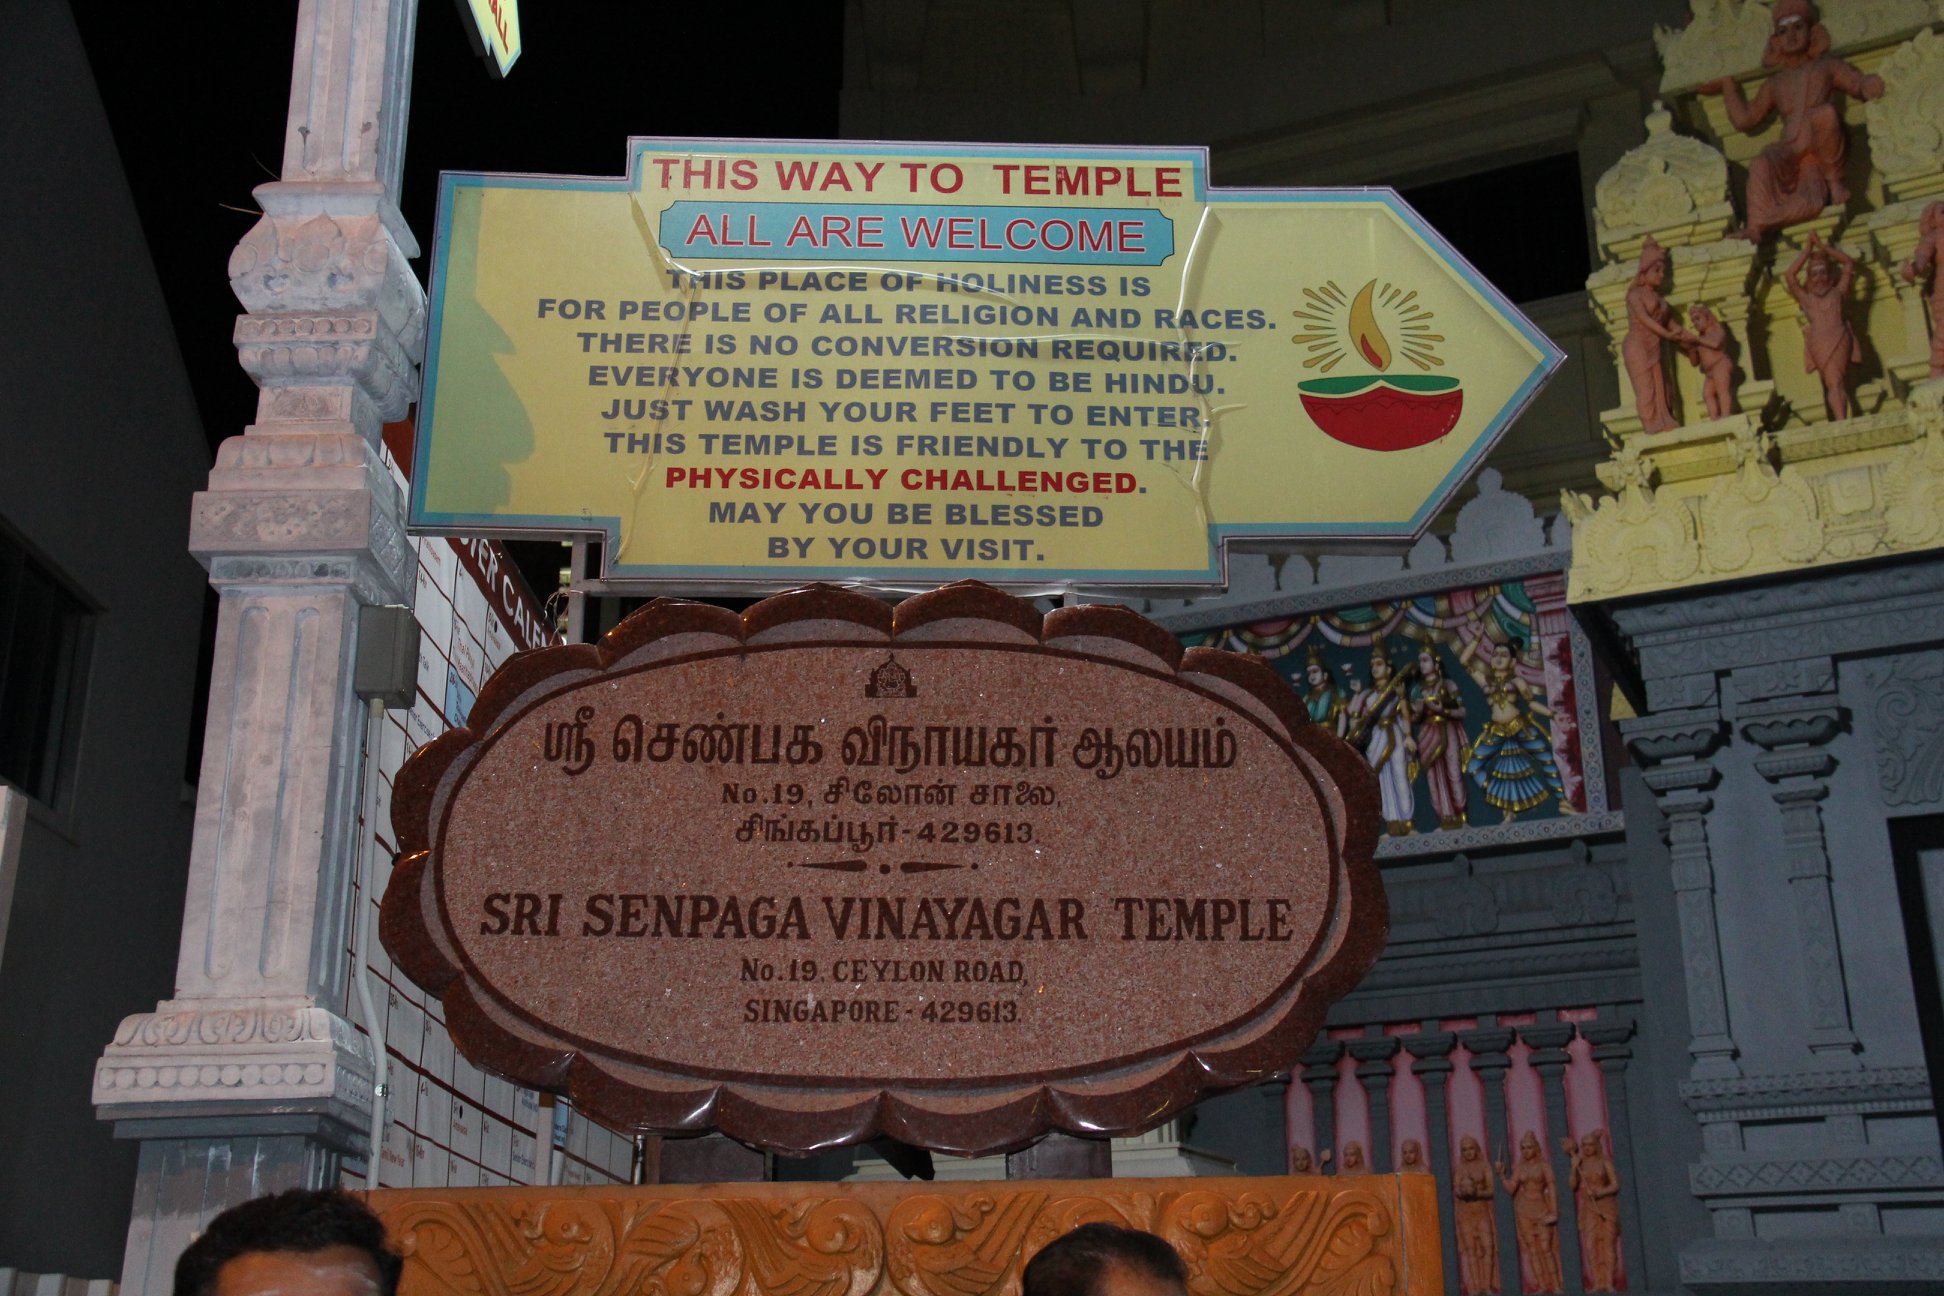 THIS WAY TO TEMPLE
ALL ARE WELCOME
THIS PLACE OF HOLINESS IS
FOR PEOPLE OF ALL RELIGION AND RACES.
THERE IS NO CONVERSION REQUIRED.
EVERYONE IS DEEMED TO BE HINDU.
JUST WASH YOUR FEET TO ENTER.
THIS TEMPLE IS FRIENDLY TO THE
PHYSICALLY CHALLENGED.
MAY YOU BE BLESSED
BY YOUR VISIT.
ஸ்ரீ செண்பக விநாயகர் ஆலயம்
No.19, சிலோன் சாலை,
சிங்கப்பூர்-429613.
SRI SENPAGA VINAYAGAR TEMPLE
No.19. CEYLON ROAD,
SINGAPORE - 429613.